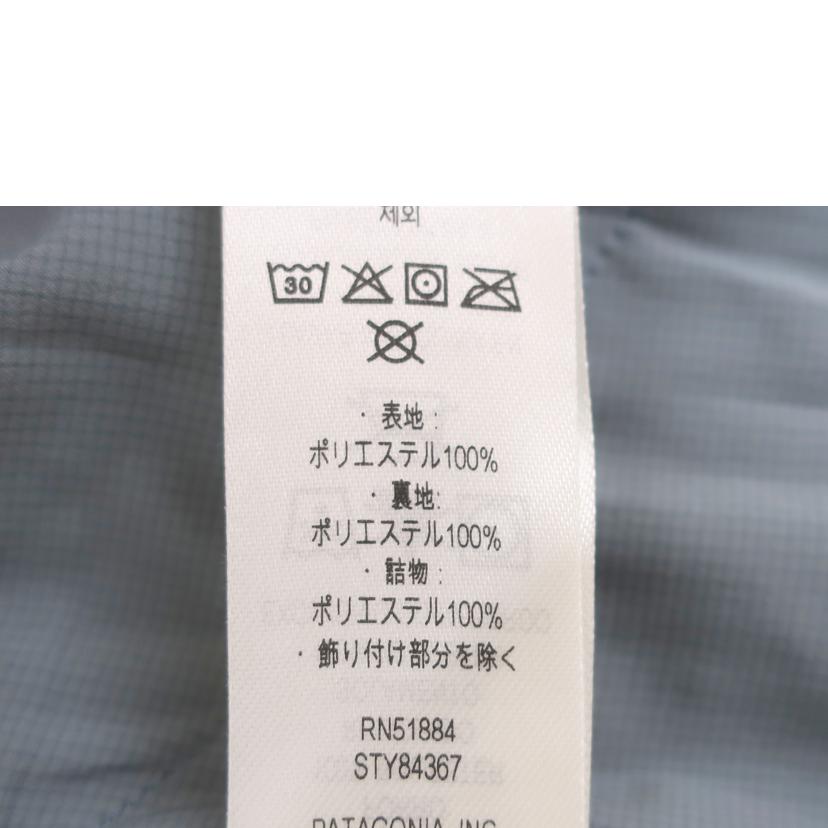 제외
30
· 表地 :
ポリエステル100%
· 裏地:
ポリエステル100%
· 詰物 :
ポリエステル100%
· 飾り付け部分を除く
RN51884
STY84367
PATAGONIA, INC.